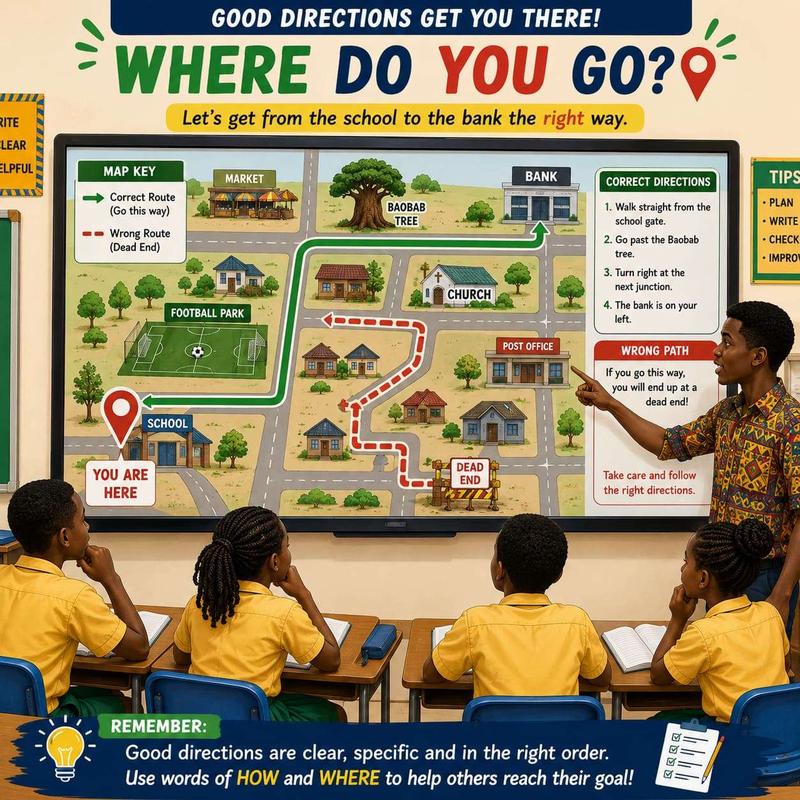 GOOD DIRECTIONS GET YOU THERE!
WHERE DO YOU GO?
Let's get from the school to the bank the right way.
RITE
LEAR
ELPFUL
MAP KEY
Correct Route
(Go this way)
Wrong Route
(Dead End)
MARKET
BAOBAB
TREE
BANK
FOOTBALL PARK
CHURCH
POST OFFICE
SCHOOL
YOU ARE
HERE
DEAD
END
CORRECT DIRECTIONS
1. Walk straight from the
school gate.
2. Go past the Baobab
tree.
3. Turn right at the
next junction.
4. The bank is on your
left.
WRONG PATH
If you go this way,
you will end up at a
dead end!
Take care and follow
the right directions.
TIPS
• PLAN
• WRITE
• CHECK
• IMPROV
REMEMBER:
Good directions are clear, specific and in the right order.
Use words of HOW and WHERE to help others reach their goal!